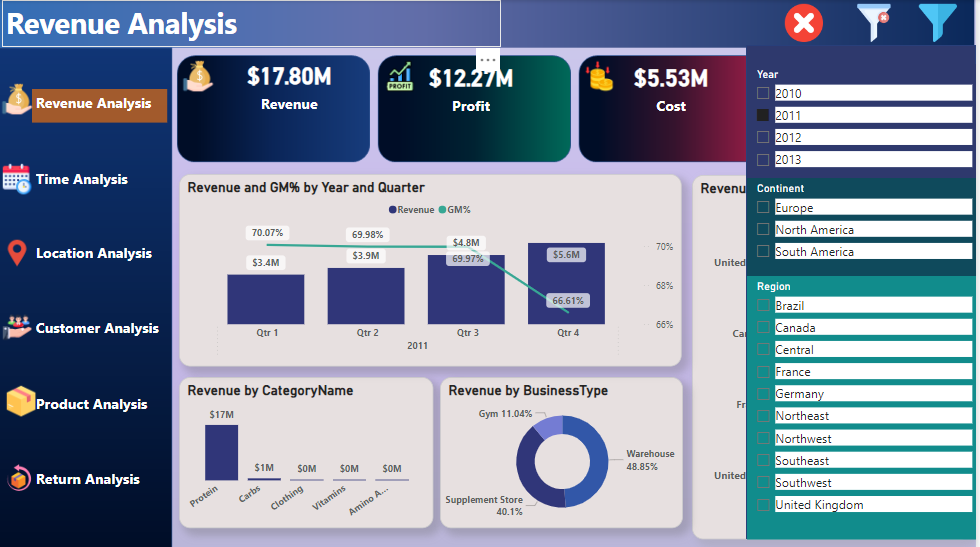 Revenue Analysis
Revenue Analysis
Time Analysis
Location Analysis
Customer Analysis
Product Analysis
Return Analysis
$17.80M
Revenue
$12.27M
PROFIT
Profit
$5.53M
Cost
Revenue and GM% by Year and Quarter
Revenue GM%
70.07%
69.98%
$4.8M
69.97%
$3.4M
$3.9M
$5.6M
66.61%
70%
68%
66%
Qtr 1
Qtr 2
Qtr 3
Qtr 4
2011
Revenue by CategoryName
$17M
$1M
$0M
$0M
$0M
Protein
Carbs
Clothing
Vitamins
Amino A...
Revenue by BusinessType
Gym 11.04%
Warehouse
48.85%
Supplement Store
40.1%
Revenu
United
Ca
Fr
United
Year
2010
2011
2012
2013
Continent
Europe
North America
South America
Region
Brazil
Canada
Central
France
Germany
Northeast
Northwest
Southeast
Southwest
United Kingdom